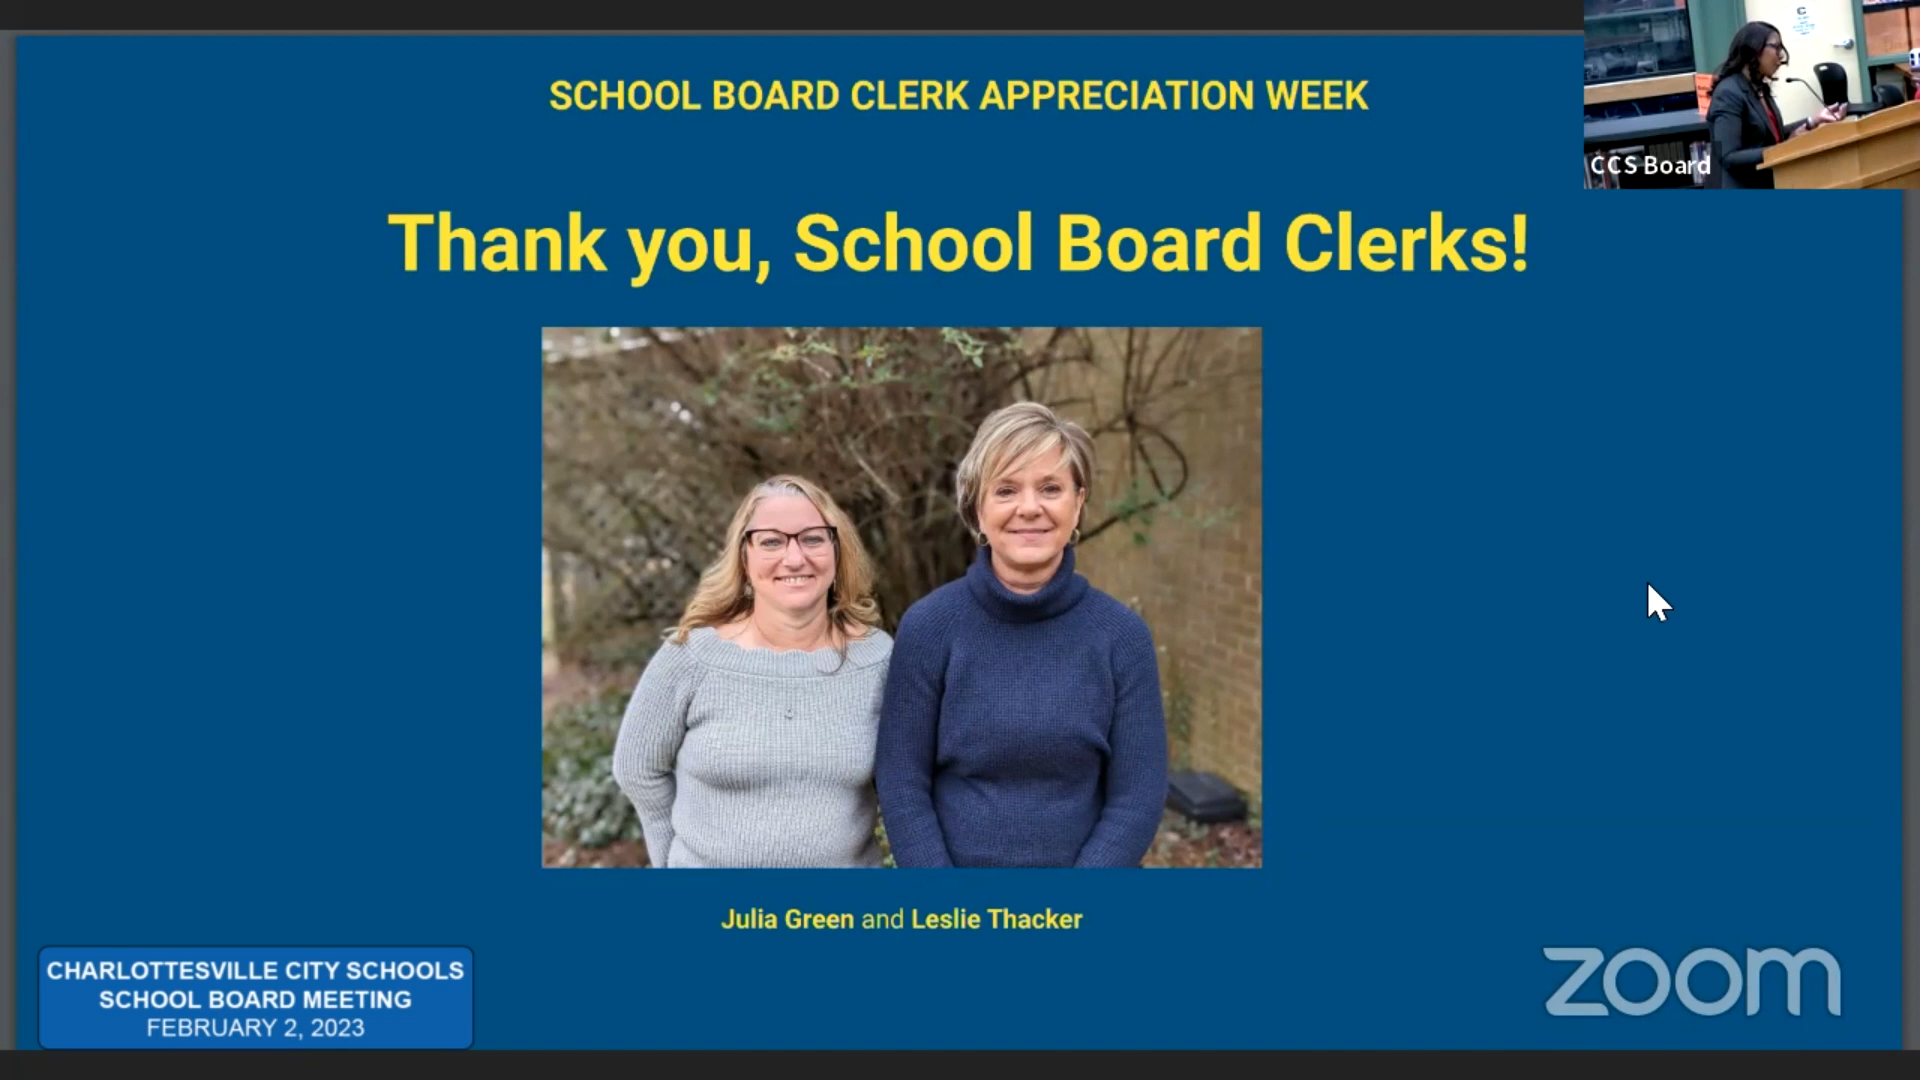 SCHOOL BOARD CLERK APPRECIATION WEEK
CCS Board
Thank you, School Board Clerks!
Julia Green and Leslie Thacker
CHARLOTTESVILLE CITY SCHOOLS
SCHOOL BOARD MEETING
FEBRUARY 2, 2023
zoom